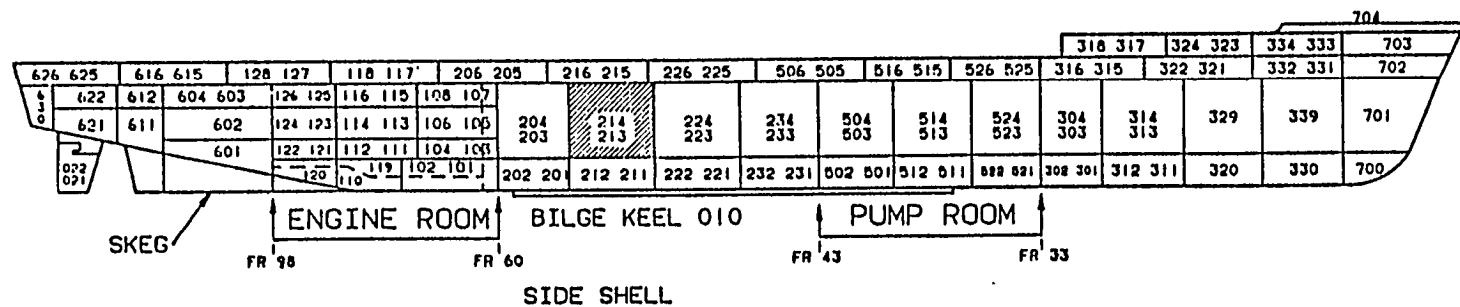 704
318 317 324 323 334 333 703
626 625 616 615 128 127 118 117 206 205 216 215 226 225 506 505 516 515 526 525 316 315 322 321 332 331 702
630 622 612 604 603 126 125 116 115 108 107
621 611 602 124 123 114 113 106 105 204 214 224 234 504 514 524 304 314 329 339 701
203 213 223 233 503 513 523 303 313
601 122 121 112 111 104 103
022 120 119 102 101
021 110 202 201 212 211 222 221 232 231 502 501 512 511 522 521 302 301 312 311 320 330 700
ENGINE ROOM BILGE KEEL 010 PUMP ROOM
SKEG
FR 98 FR 60 FR 43 FR 33
SIDE SHELL